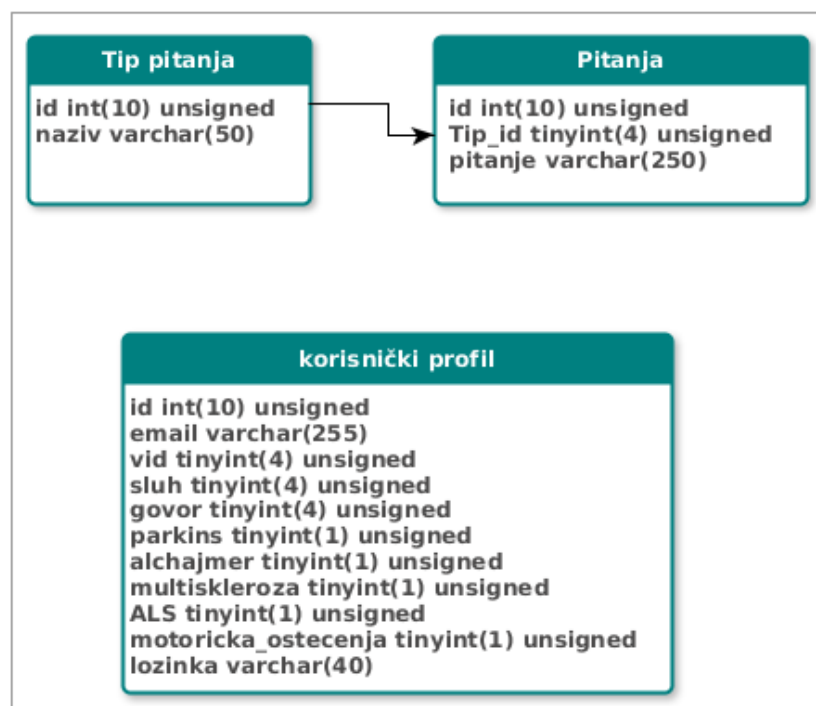 Tip pitanja
id int(10) unsigned
naziv varchar(50)
Pitanja
id int(10) unsigned
Tip_id tinyint(4) unsigned
pitanje varchar(250)
korisnički profil
id int(10) unsigned
email varchar(255)
vid tinyint(4) unsigned
sluh tinyint(4) unsigned
govor tinyint(4) unsigned
parkins tinyint(1) unsigned
alchajmer tinyint(1) unsigned
multiskleroza tinyint(1) unsigned
ALS tinyint(1) unsigned
motoricka_ostecenja tinyint(1) unsigned
lozinka varchar(40)